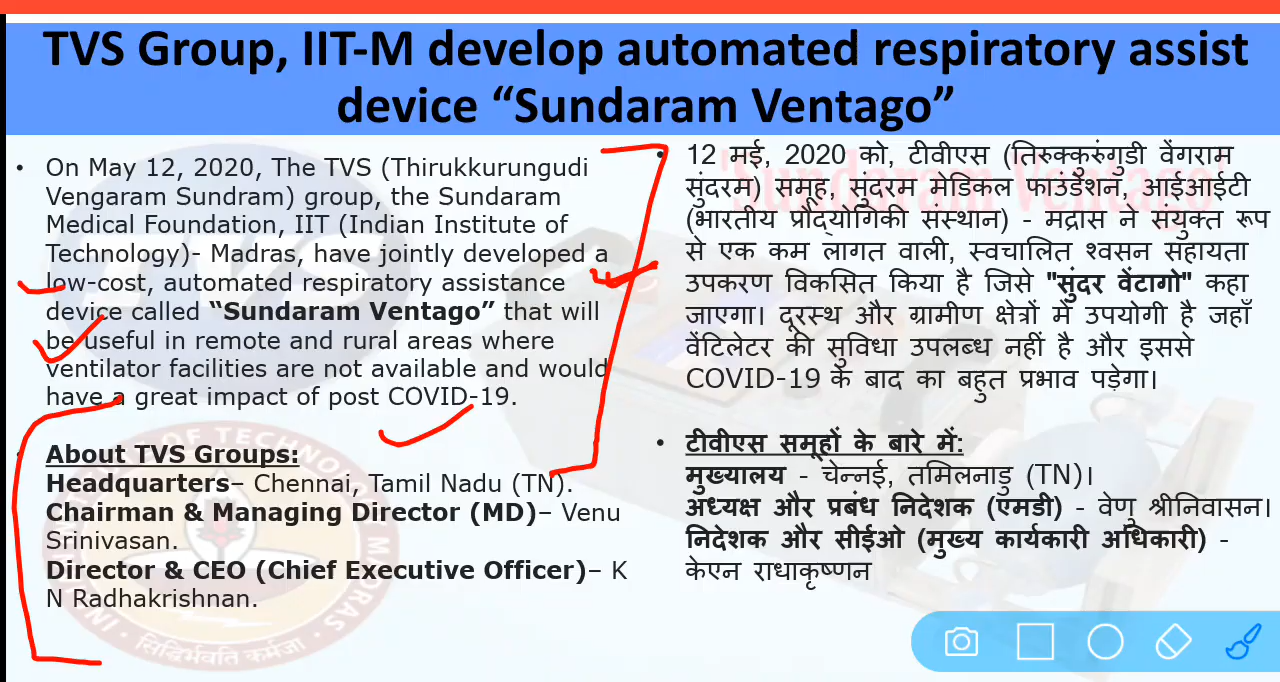 TVS Group, IIT-M develop automated respiratory assist
device “Sundaram Ventago”
• On May 12, 2020, The TVS (Thirukkurungudi
Vengaram Sundram) group, the Sundaram
Medical Foundation, IIT (Indian Institute of
Technology)- Madras, have jointly developed a
low-cost, automated respiratory assistance
device called “Sundaram Ventago” that will
be useful in remote and rural areas where
ventilator facilities are not available and would
have a great impact of post COVID-19.
• About TVS Groups:
Headquarters– Chennai, Tamil Nadu (TN).
Chairman & Managing Director (MD)– Venu
Srinivasan.
Director & CEO (Chief Executive Officer)– K
N Radhakrishnan.
• 12 मई, 2020 को, टीवीएस (तिरुक्कुरुंगुडी वेंगराम
सुंदरम) समूह, सुंदरम मेडिकल फाउंडेशन, आईआईटी
(भारतीय प्रौद्योगिकी संस्थान) - मद्रास ने संयुक्त रूप
से एक कम लागत वाली, स्वचालित श्वसन सहायता
उपकरण विकसित किया है जिसे "सुंदर वेंटागो" कहा
जाएगा। दूरस्थ और ग्रामीण क्षेत्रों में उपयोगी है जहाँ
वेंटिलेटर की सुविधा उपलब्ध नहीं है और इससे
COVID-19 के बाद का बहुत प्रभाव पड़ेगा।
• टीवीएस समूहों के बारे में:
मुख्यालय - चेन्नई, तमिलनाडु (TN)।
अध्यक्ष और प्रबंध निदेशक (एमडी) - वेणु श्रीनिवासन।
निदेशक और सीईओ (मुख्य कार्यकारी अधिकारी) -
केएन राधाकृष्णन
Sundaram Ventago
सिद्धिर्भवति कर्मजा